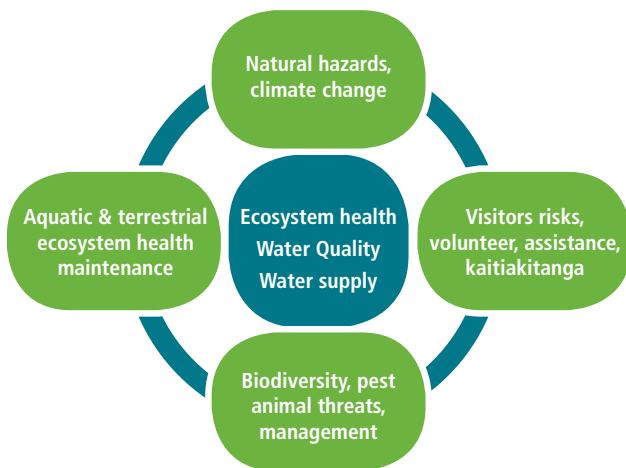 Natural hazards,
climate change
Aquatic & terrestrial
ecosystem health
maintenance
Ecosystem health
Water Quality
Water supply
Visitors risks,
volunteer, assistance,
kaitiakitanga
Biodiversity, pest
animal threats,
management